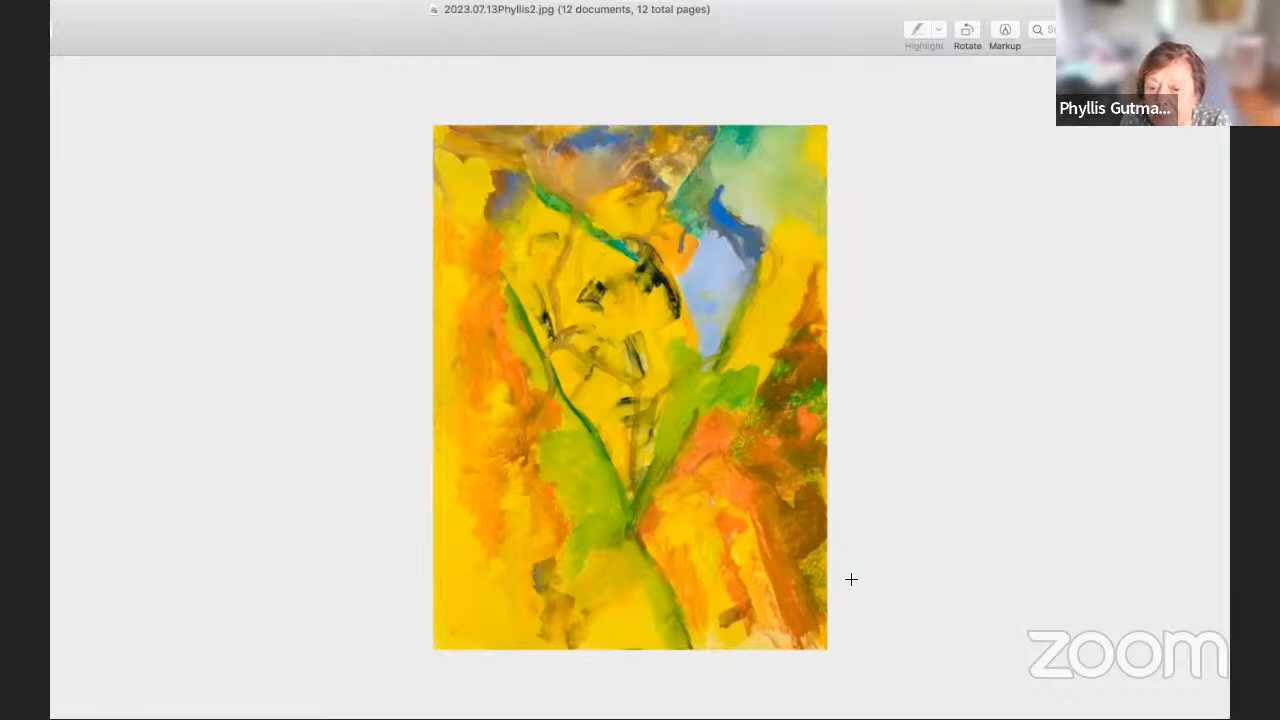 2023.07.13Phyllis2.jpg (12 documents, 12 total pages)
Highlight Rotate Markup
Phyllis Gutma...
zoom